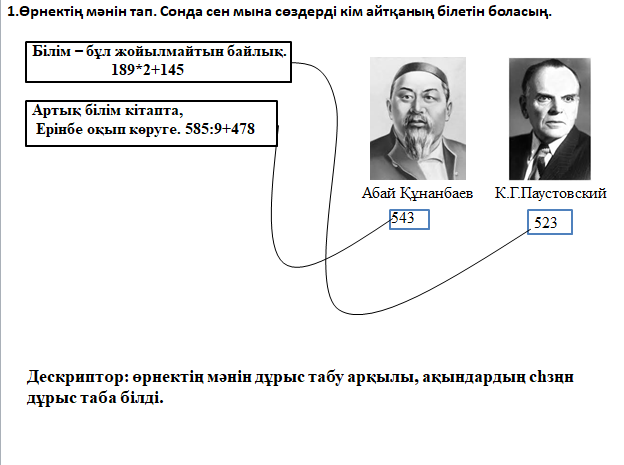 1.Өрнектің мәнін тап. Сонда сен мына сөздерді кім айтқаның білетін боласың.
Білім – бұл жойылмайтын байлық.
189*2+145
Артық білім кітапта,
Ерінбе оқып көруге. 585:9+478
Абай Құнанбаев
К.Г.Паустовский
543
523
Дескриптор: өрнектің мәнін дұрыс табу арқылы, ақындардың сһзңн
дұрыс таба білді.